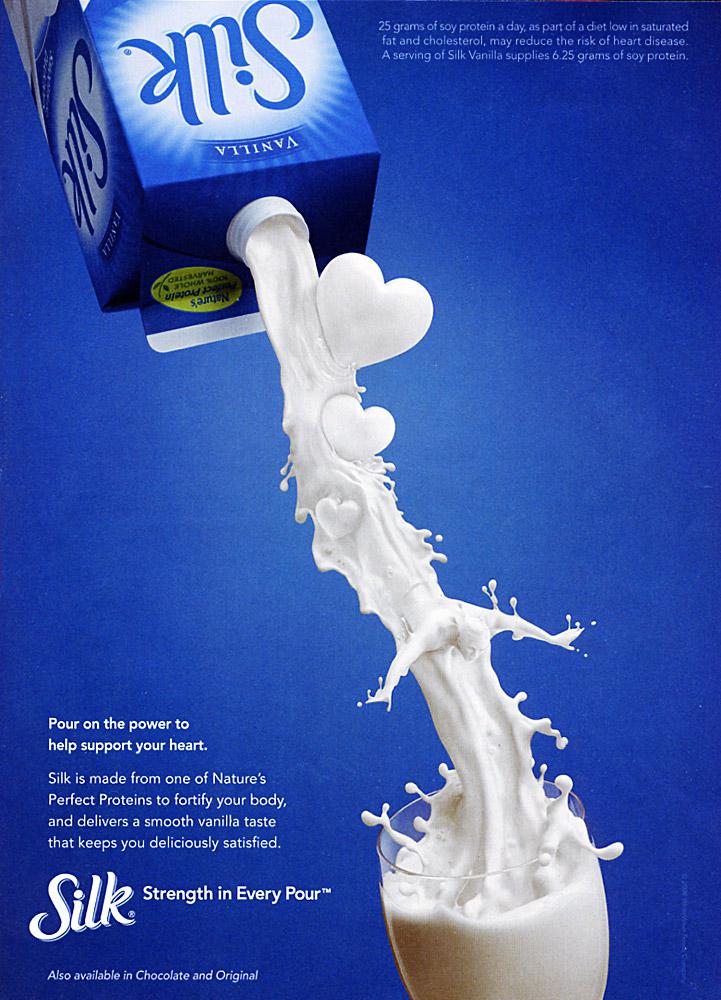 25 grams of soy protein a day, as part of a diet low in saturated
fat and cholesterol, may reduce the risk of heart disease.
A serving of Silk Vanilla supplies 6.25 grams of soy protein.
Silk
Silk®
VANILLA
VANILLA
Nature's
Perfect Protein
100% WHOLE
HARVESTED
Pour on the power to
help support your heart.
Silk is made from one of Nature's
Perfect Proteins to fortify your body,
and delivers a smooth vanilla taste
that keeps you deliciously satisfied.
Silk® Strength in Every Pour™
Also available in Chocolate and Original